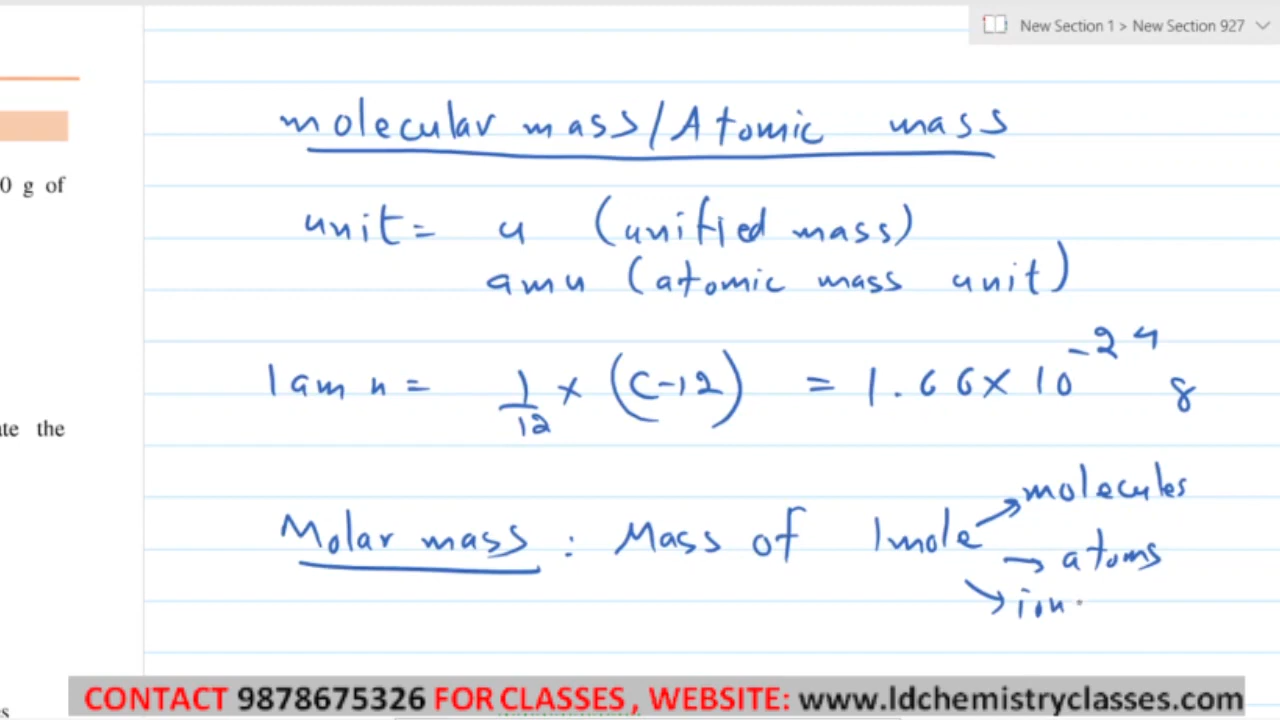 New Section 1 > New Section 927
molecular mass/Atomic mass
0 g of
unit = u (unified mass)
amu (atomic mass unit)
1 amu = 1/12 × (C-12) = 1.66 × 10^-24 g
ate the
Molar mass : Mass of 1mole → molecules
→ atoms
→ ion
CONTACT 9878675326 FOR CLASSES, WEBSITE: www.ldchemistryclasses.com
s